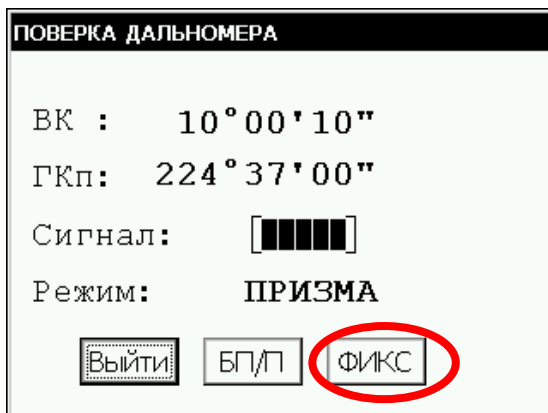 ПОВЕРКА ДАЛЬНОМЕРА
ВК : 10°00'10"
ГКп: 224°37'00"
Сигнал: [▮▮▮▮▮]
Режим: ПРИЗМА
Выйти БП/П ФИКС